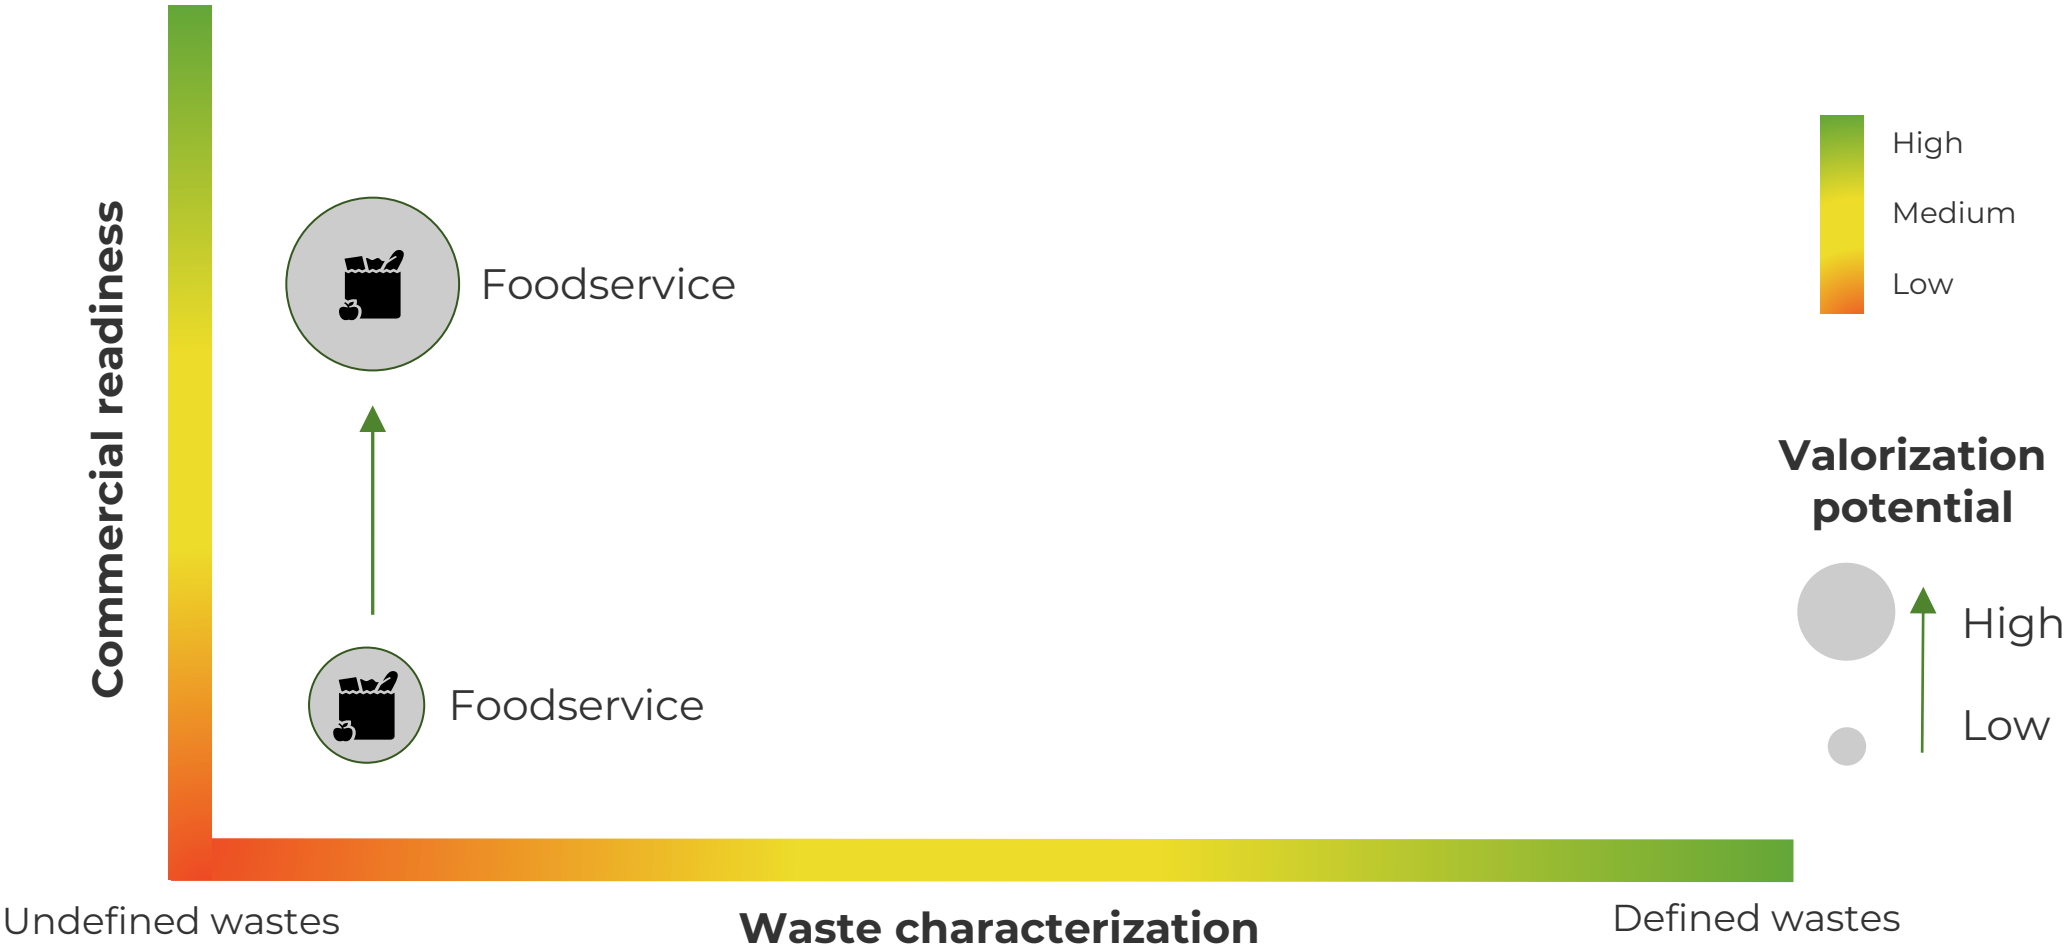 Commercial readiness
Foodservice
Foodservice
High
Medium
Low
Valorization
potential
High
Low
Undefined wastes
Waste characterization
Defined wastes